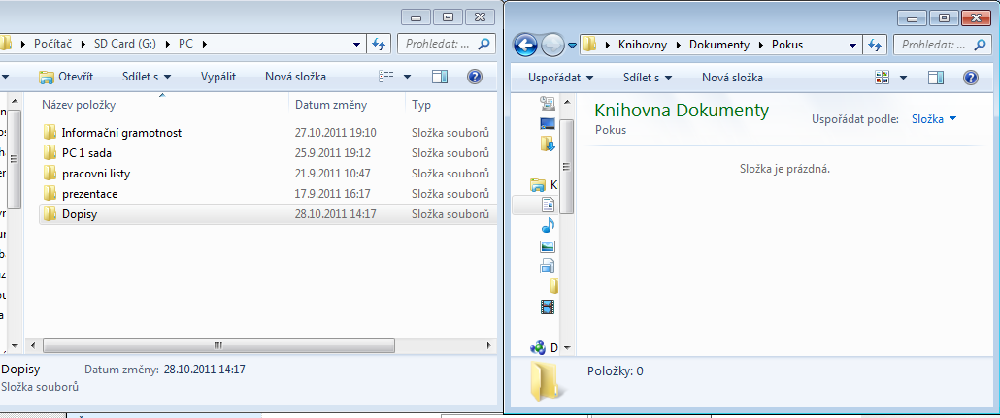 Počítač ▸ SD Card (G:) ▸ PC ▸
Prohledat: ...
Otevřít Sdílet s Vypálit Nová složka
Název položky Datum změny Typ
Informační gramotnost 27.10.2011 19:10 Složka souborů
PC 1 sada 25.9.2011 19:12 Složka souborů
pracovni listy 21.9.2011 10:47 Složka souborů
prezentace 17.9.2011 16:17 Složka souborů
Dopisy 28.10.2011 14:17 Složka souborů
Dopisy Datum změny: 28.10.2011 14:17
Složka souborů
Knihovny ▸ Dokumenty ▸ Pokus
Prohledat: ...
Uspořádat Sdílet s Nová složka
Knihovna Dokumenty
Pokus
Uspořádat podle: Složka
Složka je prázdná.
K
D
Položky: 0